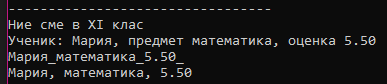 --------------------------------
Ние сме в XI клас
Ученик: Мария, предмет математика, оценка 5.50
Мария_математика_5.50_
Мария, математика, 5.50